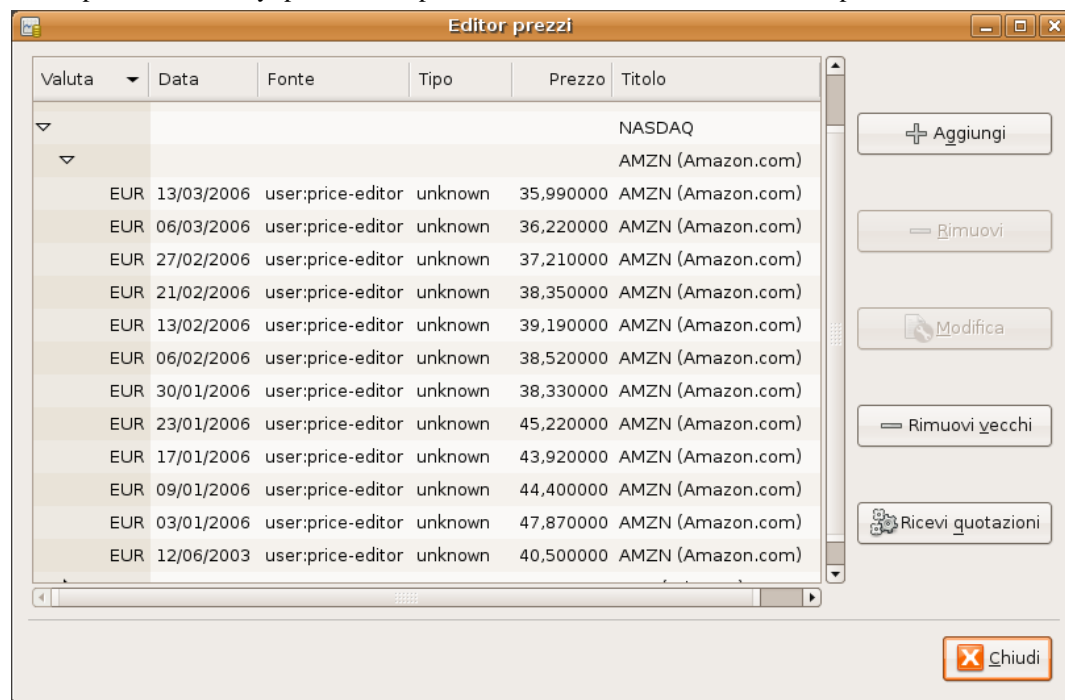 Editor prezzi
Valuta Data Fonte Tipo Prezzo Titolo
NASDAQ
AMZN (Amazon.com)
EUR 13/03/2006 user:price-editor unknown 35,990000 AMZN (Amazon.com)
EUR 06/03/2006 user:price-editor unknown 36,220000 AMZN (Amazon.com)
EUR 27/02/2006 user:price-editor unknown 37,210000 AMZN (Amazon.com)
EUR 21/02/2006 user:price-editor unknown 38,350000 AMZN (Amazon.com)
EUR 13/02/2006 user:price-editor unknown 39,190000 AMZN (Amazon.com)
EUR 06/02/2006 user:price-editor unknown 38,520000 AMZN (Amazon.com)
EUR 30/01/2006 user:price-editor unknown 38,330000 AMZN (Amazon.com)
EUR 23/01/2006 user:price-editor unknown 45,220000 AMZN (Amazon.com)
EUR 17/01/2006 user:price-editor unknown 43,920000 AMZN (Amazon.com)
EUR 09/01/2006 user:price-editor unknown 44,400000 AMZN (Amazon.com)
EUR 03/01/2006 user:price-editor unknown 47,870000 AMZN (Amazon.com)
EUR 12/06/2003 user:price-editor unknown 40,500000 AMZN (Amazon.com)
Aggiungi
Rimuovi
Modifica
Rimuovi vecchi
Ricevi quotazioni
Chiudi